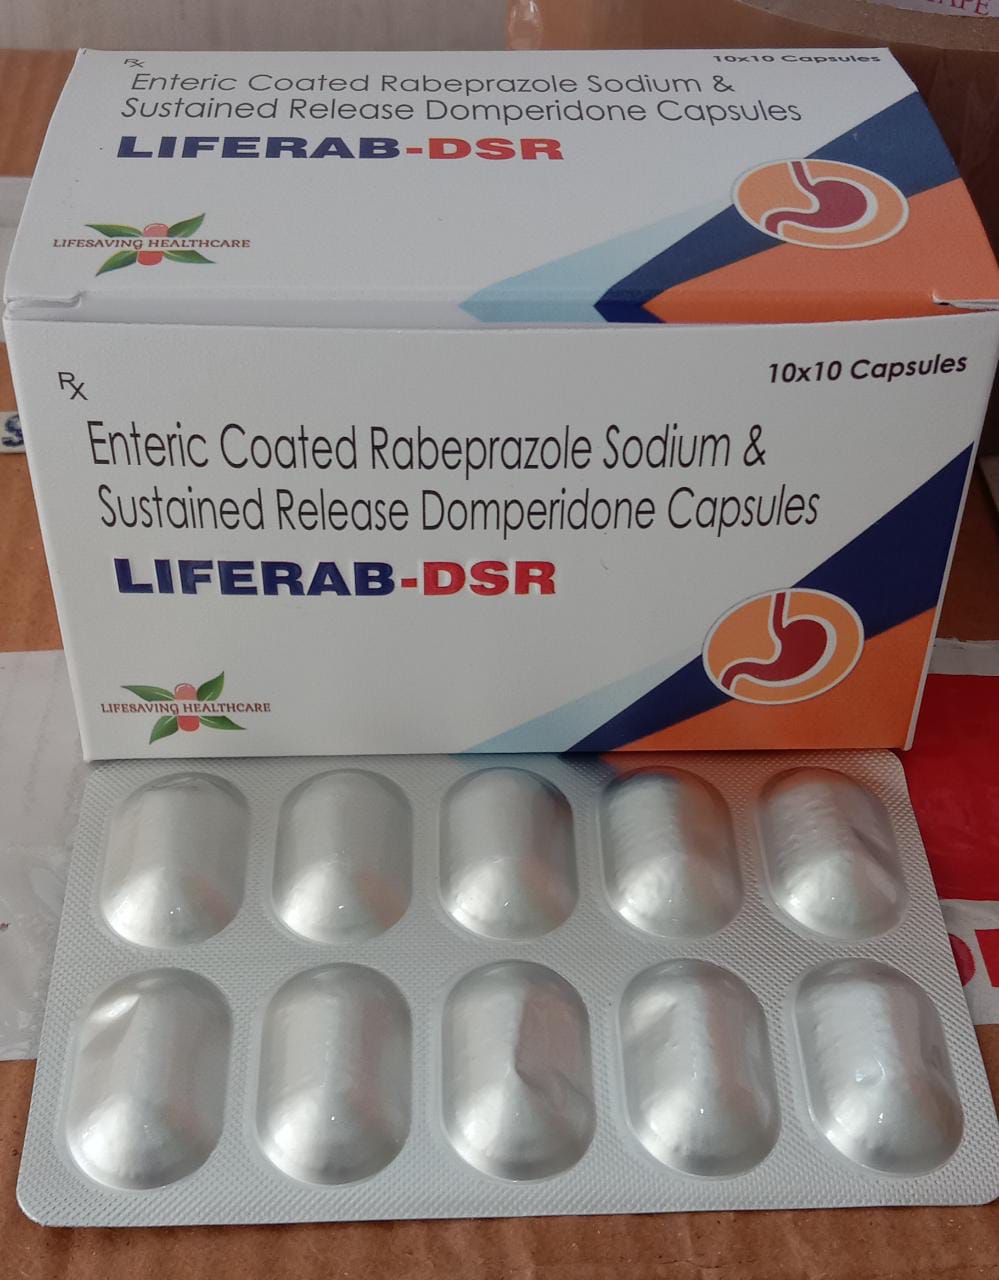 TAPE
Rx
10x10 Capsules
Enteric Coated Rabeprazole Sodium &
Sustained Release Domperidone Capsules
LIFERAB-DSR
LIFESAVING HEALTHCARE
Rx
10x10 Capsules
Enteric Coated Rabeprazole Sodium &
Sustained Release Domperidone Capsules
LIFERAB-DSR
LIFESAVING HEALTHCARE